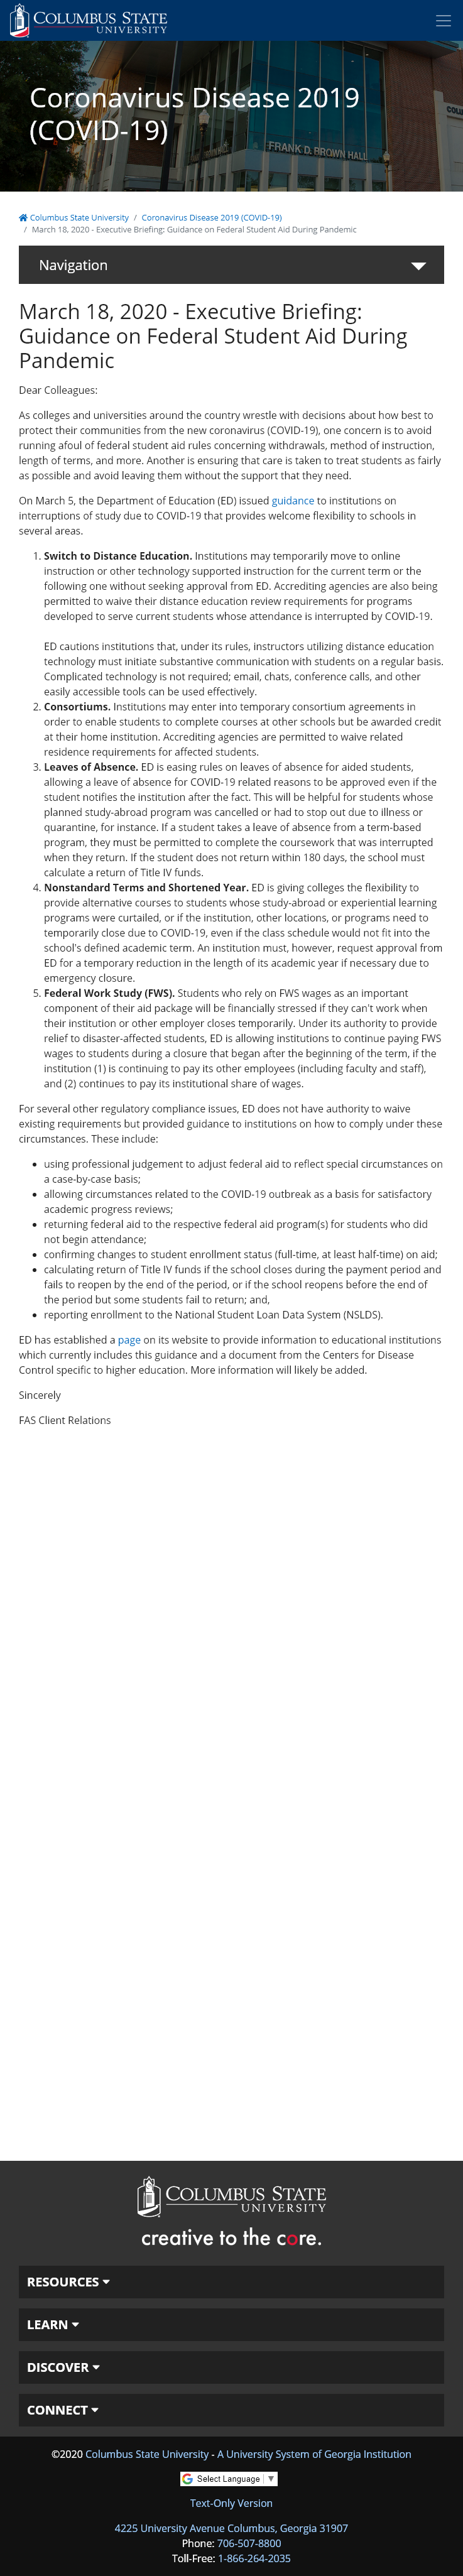 COLUMBUS STATE
UNIVERSITY
Coronavirus Disease 2019
(COVID-19)
FRANK D. BROWN HALL
COLU
Columbus State University / Coronavirus Disease 2019 (COVID-19)
/ March 18, 2020 - Executive Briefing: Guidance on Federal Student Aid During Pandemic
Navigation
March 18, 2020 - Executive Briefing:
Guidance on Federal Student Aid During
Pandemic
Dear Colleagues:
As colleges and universities around the country wrestle with decisions about how best to
protect their communities from the new coronavirus (COVID-19), one concern is to avoid
running afoul of federal student aid rules concerning withdrawals, method of instruction,
length of terms, and more. Another is ensuring that care is taken to treat students as fairly
as possible and avoid leaving them without the support that they need.
On March 5, the Department of Education (ED) issued guidance to institutions on
interruptions of study due to COVID-19 that provides welcome flexibility to schools in
several areas.
1. Switch to Distance Education. Institutions may temporarily move to online
instruction or other technology supported instruction for the current term or the
following one without seeking approval from ED. Accrediting agencies are also being
permitted to waive their distance education review requirements for programs
developed to serve current students whose attendance is interrupted by COVID-19.
ED cautions institutions that, under its rules, instructors utilizing distance education
technology must initiate substantive communication with students on a regular basis.
Complicated technology is not required; email, chats, conference calls, and other
easily accessible tools can be used effectively.
2. Consortiums. Institutions may enter into temporary consortium agreements in
order to enable students to complete courses at other schools but be awarded credit
at their home institution. Accrediting agencies are permitted to waive related
residence requirements for affected students.
3. Leaves of Absence. ED is easing rules on leaves of absence for aided students,
allowing a leave of absence for COVID-19 related reasons to be approved even if the
student notifies the institution after the fact. This will be helpful for students whose
planned study-abroad program was cancelled or had to stop out due to illness or
quarantine, for instance. If a student takes a leave of absence from a term-based
program, they must be permitted to complete the coursework that was interrupted
when they return. If the student does not return within 180 days, the school must
calculate a return of Title IV funds.
4. Nonstandard Terms and Shortened Year. ED is giving colleges the flexibility to
provide alternative courses to students whose study-abroad or experiential learning
programs were curtailed, or if the institution, other locations, or programs need to
temporarily close due to COVID-19, even if the class schedule would not fit into the
school's defined academic term. An institution must, however, request approval from
ED for a temporary reduction in the length of its academic year if necessary due to
emergency closure.
5. Federal Work Study (FWS). Students who rely on FWS wages as an important
component of their aid package will be financially stressed if they can't work when
their institution or other employer closes temporarily. Under its authority to provide
relief to disaster-affected students, ED is allowing institutions to continue paying FWS
wages to students during a closure that began after the beginning of the term, if the
institution (1) is continuing to pay its other employees (including faculty and staff),
and (2) continues to pay its institutional share of wages.
For several other regulatory compliance issues, ED does not have authority to waive
existing requirements but provided guidance to institutions on how to comply under these
circumstances. These include:
• using professional judgement to adjust federal aid to reflect special circumstances on
a case-by-case basis;
• allowing circumstances related to the COVID-19 outbreak as a basis for satisfactory
academic progress reviews;
• returning federal aid to the respective federal aid program(s) for students who did
not begin attendance;
• confirming changes to student enrollment status (full-time, at least half-time) on aid;
• calculating return of Title IV funds if the school closes during the payment period and
fails to reopen by the end of the period, or if the school reopens before the end of
the period but some students fail to return; and,
• reporting enrollment to the National Student Loan Data System (NSLDS).
ED has established a page on its website to provide information to educational institutions
which currently includes this guidance and a document from the Centers for Disease
Control specific to higher education. More information will likely be added.
Sincerely
FAS Client Relations
COLUMBUS STATE
UNIVERSITY
creative to the core.
RESOURCES
LEARN
DISCOVER
CONNECT
©2020 Columbus State University - A University System of Georgia Institution
Select Language ▼
Text-Only Version
4225 University Avenue Columbus, Georgia 31907
Phone: 706-507-8800
Toll-Free: 1-866-264-2035